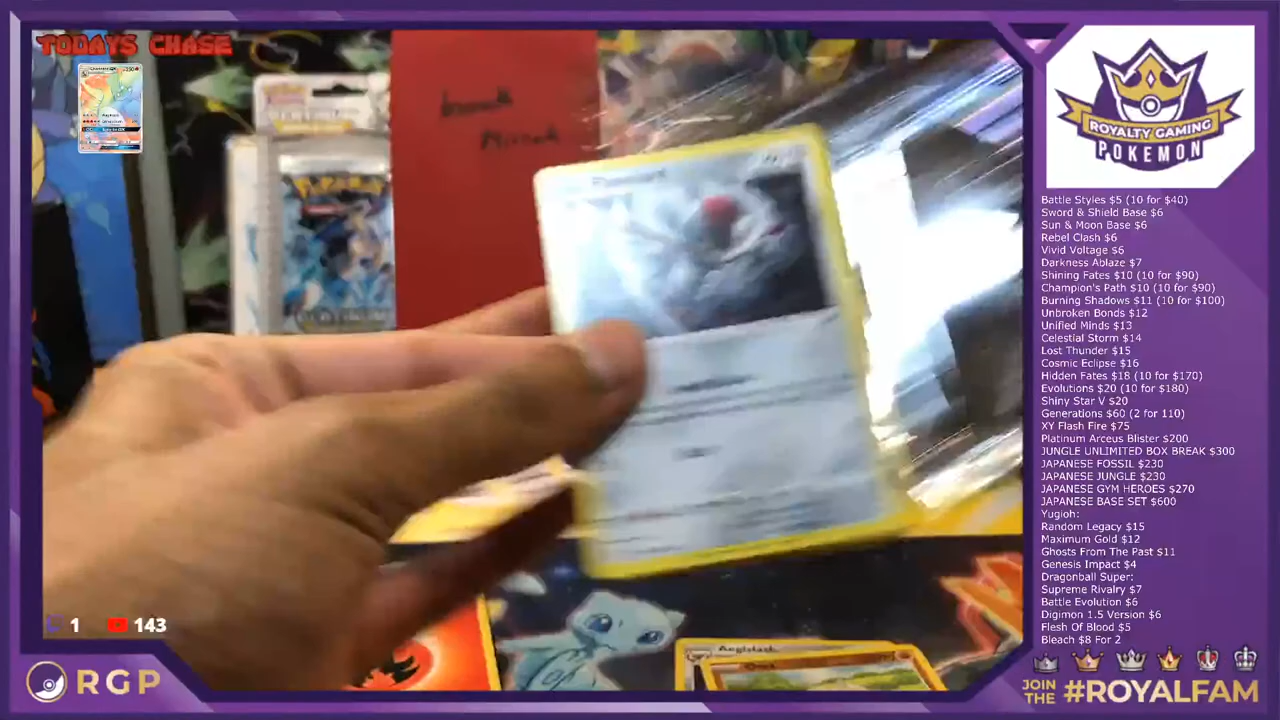 TODAYS CHASE
ROYALTY GAMING
POKEMON
Battle Styles $5 (10 for $40)
Sword & Shield Base $6
Sun & Moon Base $6
Rebel Clash $6
Vivid Voltage $6
Darkness Ablaze $7
Shining Fates $10 (10 for $90)
Champion's Path $10 (10 for $90)
Burning Shadows $11 (10 for $100)
Unbroken Bonds $12
Unified Minds $13
Celestial Storm $14
Lost Thunder $15
Cosmic Eclipse $16
Hidden Fates $18 (10 for $170)
Evolutions $20 (10 for $180)
Shiny Star V $20
Generations $60 (2 for 110)
XY Flash Fire $75
Platinum Arceus Blister $200
JUNGLE UNLIMITED BOX BREAK $300
JAPANESE FOSSIL $230
JAPANESE JUNGLE $230
JAPANESE GYM HEROES $270
JAPANESE BASE SET $600
Yugioh:
Random Legacy $15
Maximum Gold $12
Ghosts From The Past $11
Genesis Impact $4
Dragonball Super:
Supreme Rivalry $7
Battle Evolution $6
Digimon 1.5 Version $6
Flesh Of Blood $5
Bleach $8 For 2
POKEMON
1
143
RGP
JOIN
THE
#ROYALFAM